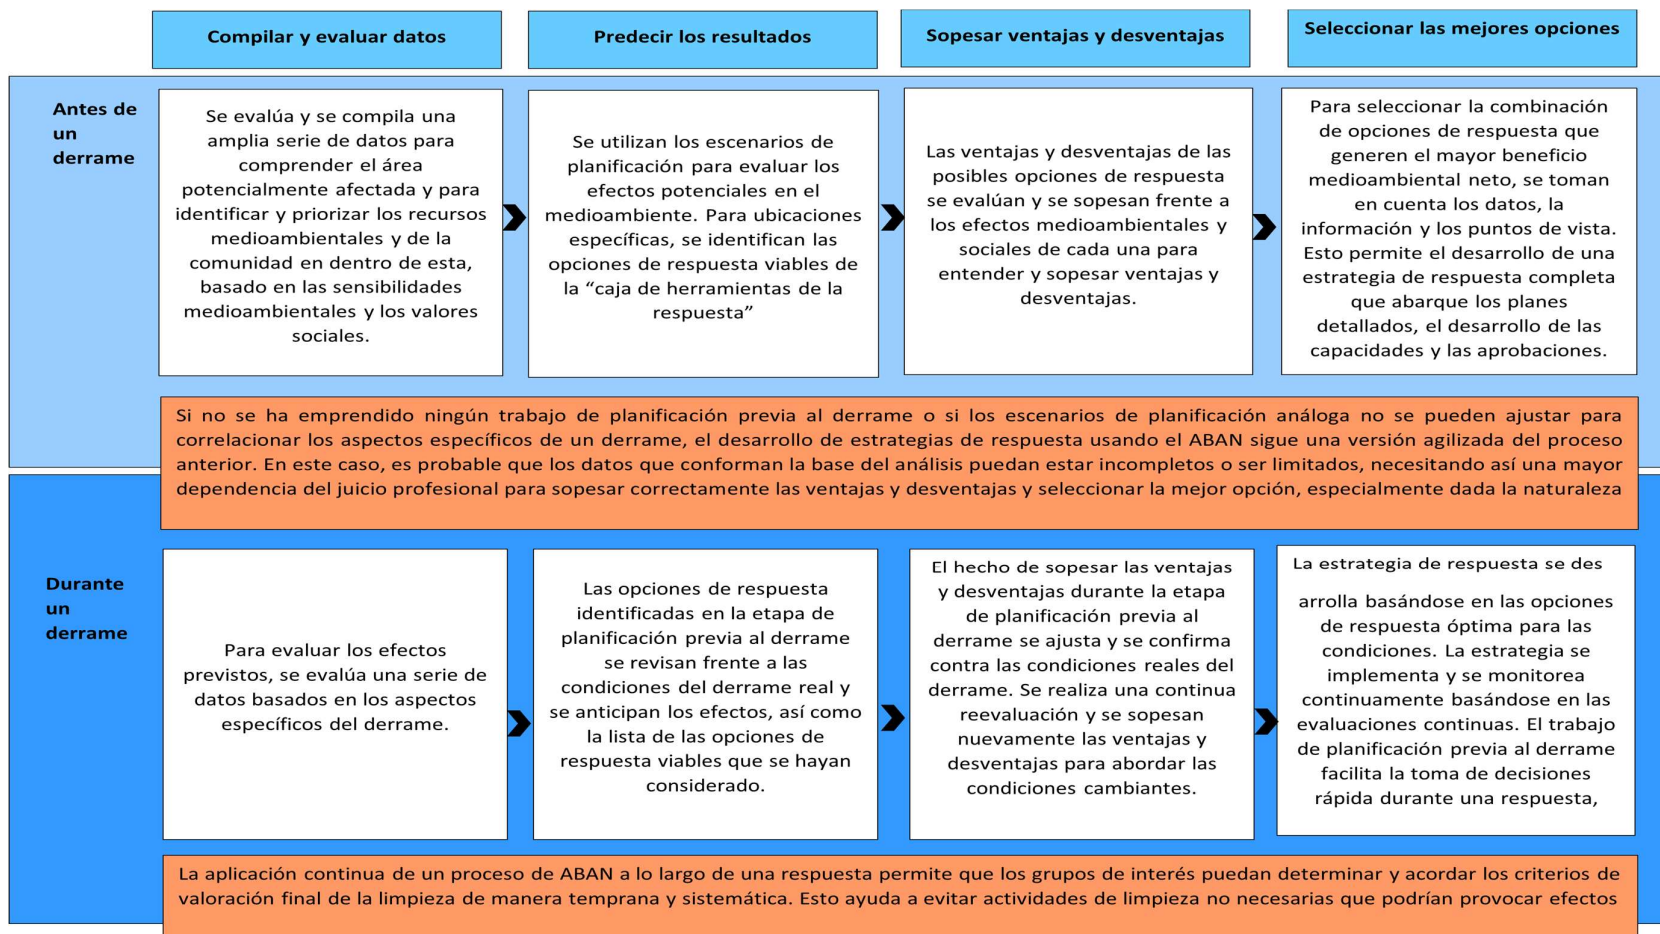 Compilar y evaluar datos
Predecir los resultados
Sopesar ventajas y desventajas
Seleccionar las mejores opciones
Antes de
un
derrame
Se evalúa y se compila una
amplia serie de datos para
comprender el área
potencialmente afectada y para
identificar y priorizar los recursos
medioambientales y de la
comunidad en dentro de esta,
basado en las sensibilidades
medioambientales y los valores
sociales.
Se utilizan los escenarios de
planificación para evaluar los
efectos potenciales en el
medioambiente. Para ubicaciones
específicas, se identifican las
opciones de respuesta viables de
la “caja de herramientas de la
respuesta”
Las ventajas y desventajas de las
posibles opciones de respuesta
se evalúan y se sopesan frente a
los efectos medioambientales y
sociales de cada una para
entender y sopesar ventajas y
desventajas.
Para seleccionar la combinación
de opciones de respuesta que
generen el mayor beneficio
medioambiental neto, se toman
en cuenta los datos, la
información y los puntos de vista.
Esto permite el desarrollo de una
estrategia de respuesta completa
que abarque los planes
detallados, el desarrollo de las
capacidades y las aprobaciones.
Si no se ha emprendido ningún trabajo de planificación previa al derrame o si los escenarios de planificación análoga no se pueden ajustar para
correlacionar los aspectos específicos de un derrame, el desarrollo de estrategias de respuesta usando el ABAN sigue una versión agilizada del proceso
anterior. En este caso, es probable que los datos que conforman la base del análisis puedan estar incompletos o ser limitados, necesitando así una mayor
dependencia del juicio profesional para sopesar correctamente las ventajas y desventajas y seleccionar la mejor opción, especialmente dada la naturaleza
Durante
un
derrame
Para evaluar los efectos
previstos, se evalúa una serie de
datos basados en los aspectos
específicos del derrame.
Las opciones de respuesta
identificadas en la etapa de
planificación previa al derrame
se revisan frente a las
condiciones del derrame real y
se anticipan los efectos, así como
la lista de las opciones de
respuesta viables que se hayan
considerado.
El hecho de sopesar las ventajas
y desventajas durante la etapa
de planificación previa al
derrame se ajusta y se confirma
contra las condiciones reales del
derrame. Se realiza una continua
reevaluación y se sopesan
nuevamente las ventajas y
desventajas para abordar las
condiciones cambiantes.
La estrategia de respuesta se des
arrolla basándose en las opciones
de respuesta óptima para las
condiciones. La estrategia se
implementa y se monitorea
continuamente basándose en las
evaluaciones continuas. El trabajo
de planificación previa al derrame
facilita la toma de decisiones
rápida durante una respuesta,
La aplicación continua de un proceso de ABAN a lo largo de una respuesta permite que los grupos de interés puedan determinar y acordar los criterios de
valoración final de la limpieza de manera temprana y sistemática. Esto ayuda a evitar actividades de limpieza no necesarias que podrían provocar efectos